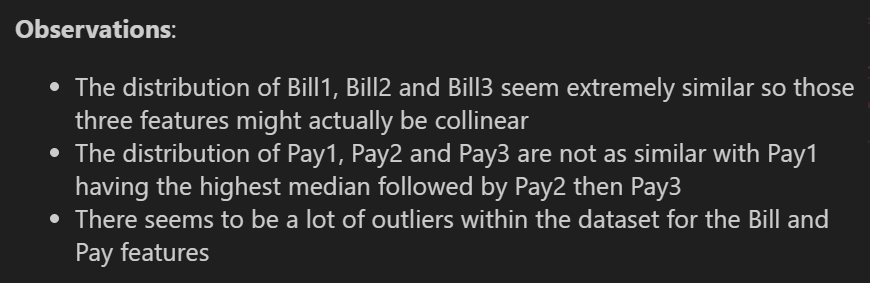 Observations:
• The distribution of Bill1, Bill2 and Bill3 seem extremely similar so those
three features might actually be collinear
• The distribution of Pay1, Pay2 and Pay3 are not as similar with Pay1
having the highest median followed by Pay2 then Pay3
• There seems to be a lot of outliers within the dataset for the Bill and
Pay features